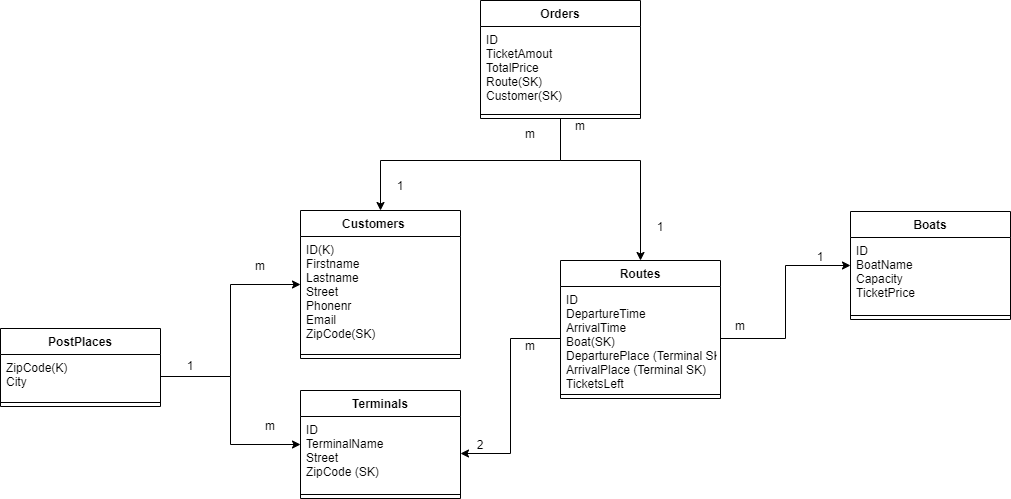 Orders
ID
TicketAmout
TotalPrice
Route(SK)
Customer(SK)
m
m
1
1
Customers
ID(K)
Firstname
Lastname
Street
Phonenr
Email
ZipCode(SK)
Boats
ID
BoatName
Capacity
TicketPrice
1
m
Routes
ID
DepartureTime
ArrivalTime
Boat(SK)
DeparturePlace (Terminal SK
ArrivalPlace (Terminal SK)
TicketsLeft
m
m
PostPlaces
ZipCode(K)
City
1
m
2
Terminals
ID
TerminalName
Street
ZipCode (SK)